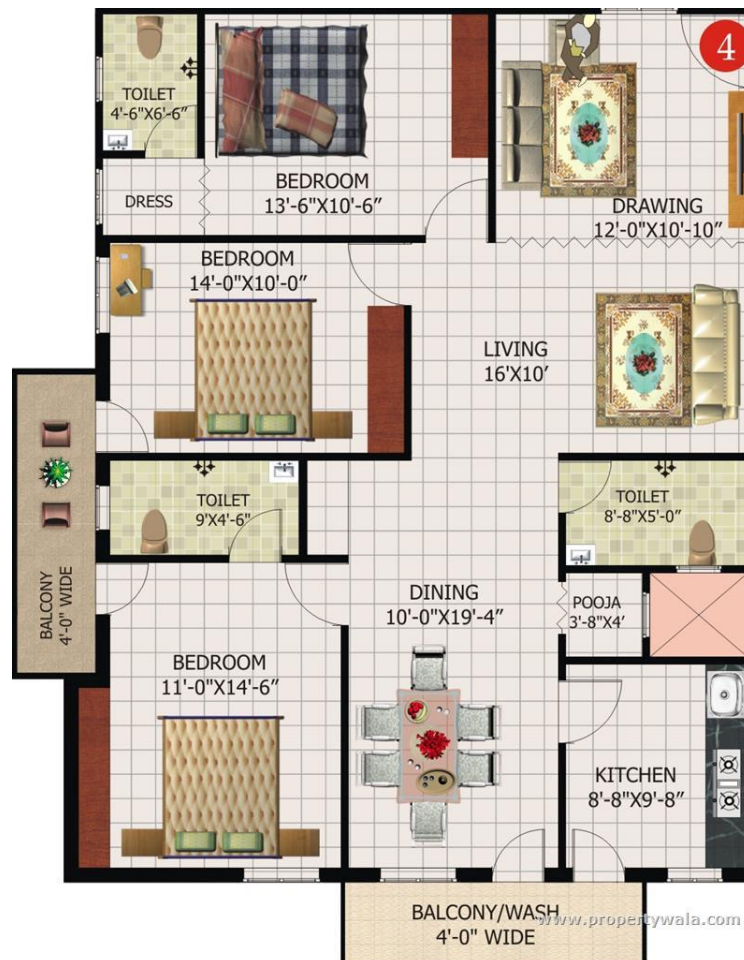 4
TOILET
4'-6"X6'-6"
DRESS
BEDROOM
13'-6"X10'-6"
DRAWING
12'-0"X10'-10"
BEDROOM
14'-0"X10'-0"
LIVING
16'X10'
TOILET
9'X4'-6"
TOILET
8'-8"X5'-0"
BALCONY
4'-0" WIDE
DINING
10'-0"X19'-4"
POOJA
3'-8"X4'
BEDROOM
11'-0"X14'-6"
KITCHEN
8'-8"X9'-8"
BALCONY/WASH
4'-0" WIDE
www.propertywala.com